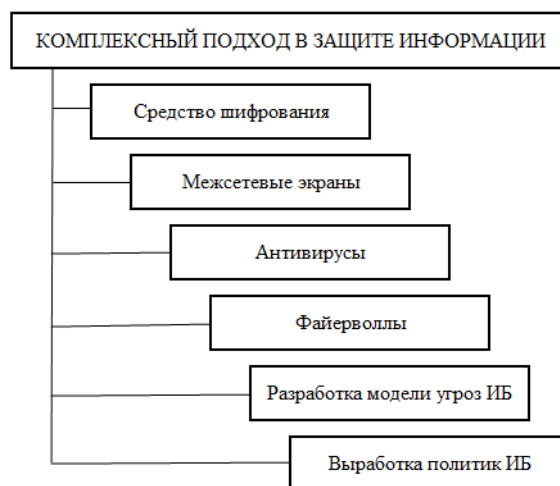 КОМПЛЕКСНЫЙ ПОДХОД В ЗАЩИТЕ ИНФОРМАЦИИ
Средство шифрования
Межсетевые экраны
Антивирусы
Файерволлы
Разработка модели угроз ИБ
Выработка политик ИБ